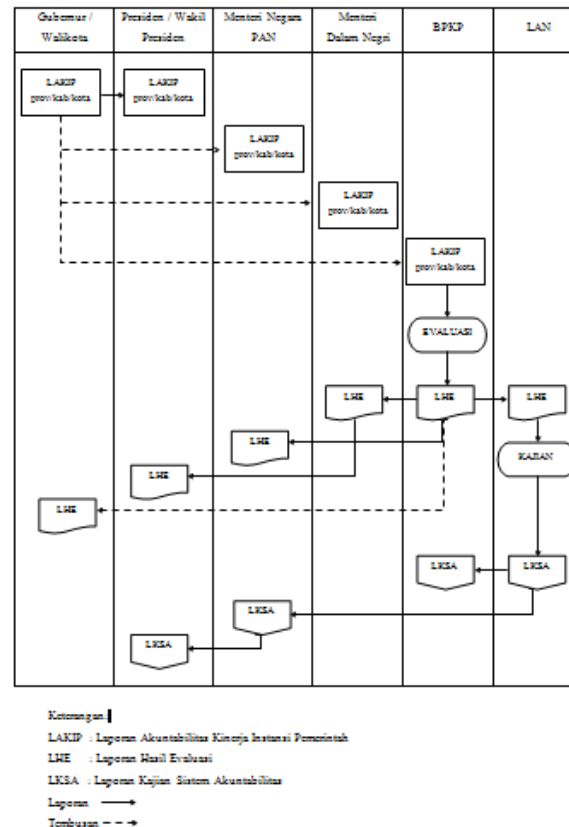 Gubernur /
Walikota
Presiden / Wakil
Presiden
Menteri Negara
PAN
Menteri
Dalam Negri
BPKP
LAN
LAKIP
prov/kab/kota
LAKIP
prov/kab/kota
LAKIP
prov/kab/kota
LAKIP
prov/kab/kota
LAKIP
prov/kab/kota
EVALUASI
LHE
LHE
LHE
LHE
KAJIAN
LHE
LHE
LKSA
LKSA
LKSA
LKSA
Keterangan:
LAKIP : Laporan Akuntabilitas Kinerja Instansi Pemerintah
LHE : Laporan Hasil Evaluasi
LKSA : Laporan Kajian Sistem Akuntabilitas
Laporan
Tembusan